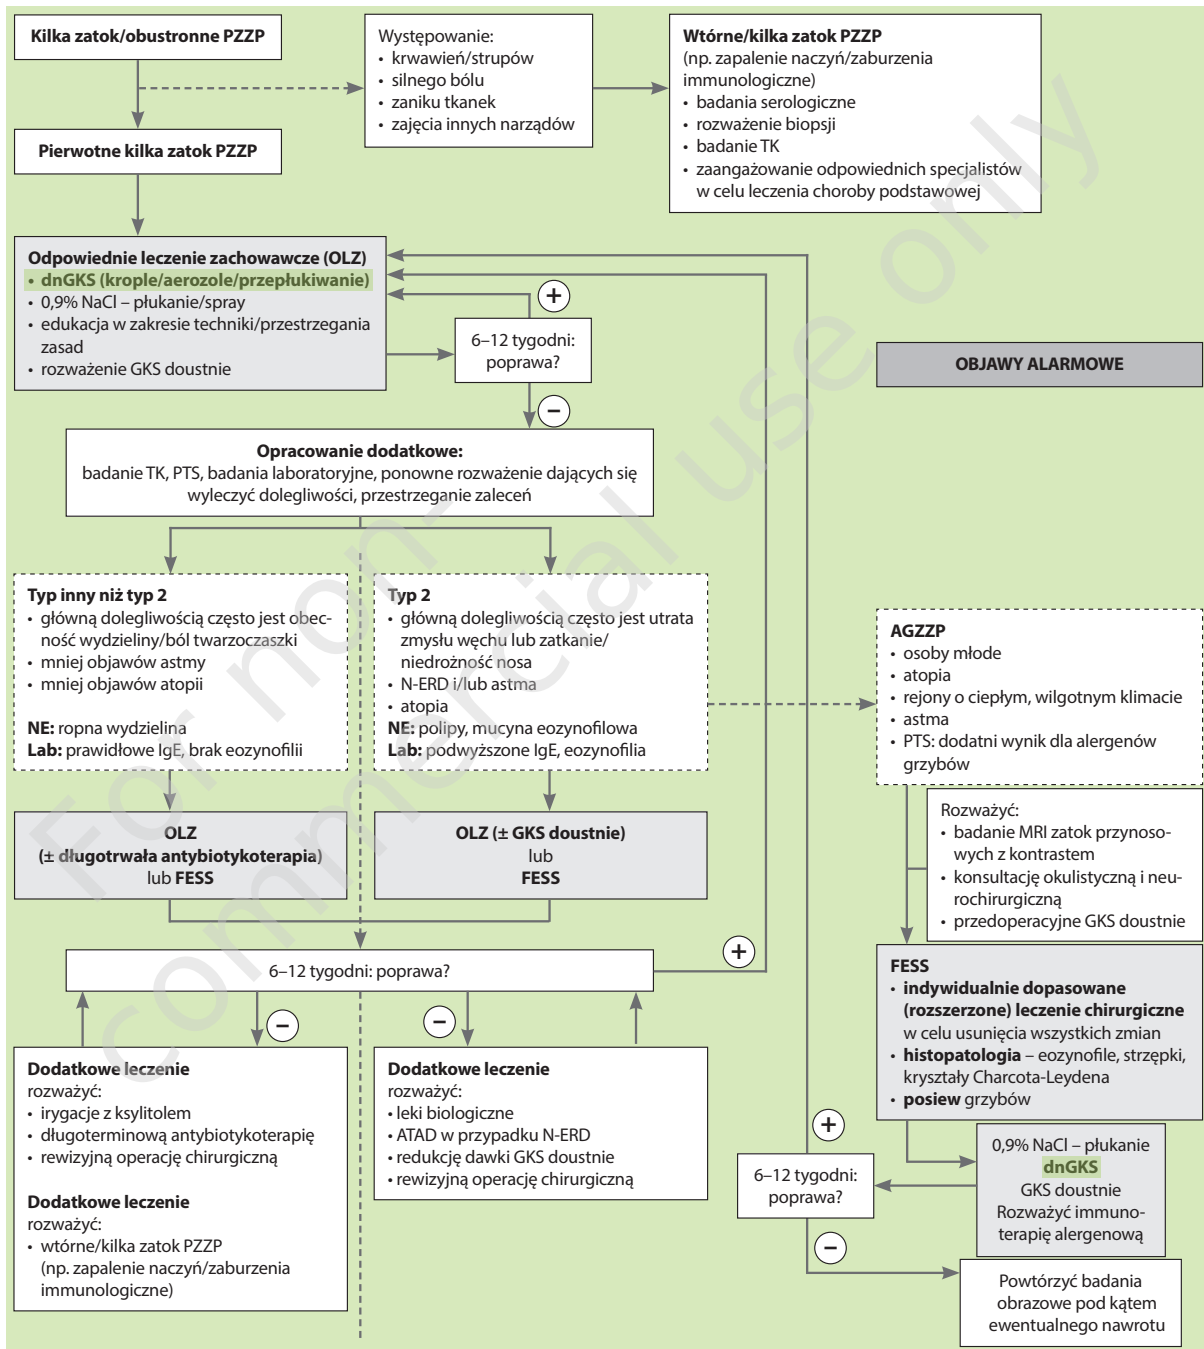 Kilka zatok/obustronne PZZP
Występowanie:
• krwawień/strupów
• silnego bólu
• zaniku tkanek
• zajęcia innych narządów
Wtórne/kilka zatok PZZP
(np. zapalenie naczyń/zaburzenia
immunologiczne)
• badania serologiczne
• rozważenie biopsji
• badanie TK
• zaangażowanie odpowiednich specjalistów
w celu leczenia choroby podstawowej
Pierwotne kilka zatok PZZP
Odpowiednie leczenie zachowawcze (OLZ)
• dnGKS (krople/aerozole/przepłukiwanie)
• 0,9% NaCl – płukanie/spray
• edukacja w zakresie techniki/przestrzegania
zasad
• rozważenie GKS doustnie
+
6–12 tygodni:
poprawa?
−
OBJAWY ALARMOWE
Opracowanie dodatkowe:
badanie TK, PTS, badania laboratoryjne, ponowne rozważenie dających się
wyleczyć dolegliwości, przestrzeganie zaleceń
Typ inny niż typ 2
• główną dolegliwością często jest obec-
ność wydzieliny/ból twarzoczaszki
• mniej objawów astmy
• mniej objawów atopii
NE: ropna wydzielina
Lab: prawidłowe IgE, brak eozynofilii
Typ 2
• główną dolegliwością często jest utrata
zmysłu węchu lub zatkanie/
niedrożność nosa
• N-ERD i/lub astma
• atopia
NE: polipy, mucyna eozynofilowa
Lab: podwyższone IgE, eozynofilia
AGZZP
• osoby młode
• atopia
• rejony o ciepłym, wilgotnym klimacie
• astma
• PTS: dodatni wynik dla alergenów
grzybów
OLZ
(± długotrwała antybiotykoterapia)
lub FESS
OLZ (± GKS doustnie)
lub
FESS
Rozważyć:
• badanie MRI zatok przynoso-
wych z kontrastem
• konsultację okulistyczną i neu-
rochirurgiczną
• przedoperacyjne GKS doustnie
6–12 tygodni: poprawa?
+
−
−
FESS
• indywidualnie dopasowane
(rozszerzone) leczenie chirurgiczne
w celu usunięcia wszystkich zmian
• histopatologia – eozynofile, strzępki,
kryształy Charcota-Leydena
• posiew grzybów
Dodatkowe leczenie
rozważyć:
• irygacje z ksylitolem
• długoterminową antybiotykoterapię
• rewizyjną operację chirurgiczną
Dodatkowe leczenie
rozważyć:
• wtórne/kilka zatok PZZP
(np. zapalenie naczyń/zaburzenia
immunologiczne)
Dodatkowe leczenie
rozważyć:
• leki biologiczne
• ATAD w przypadku N-ERD
• redukcję dawki GKS doustnie
• rewizyjną operację chirurgiczną
+
6–12 tygodni:
poprawa?
−
0,9% NaCl – płukanie
dnGKS
GKS doustnie
Rozważyć immuno-
terapię alergenową
Powtórzyć badania
obrazowe pod kątem
ewentualnego nawrotu
For non-
commercial use only